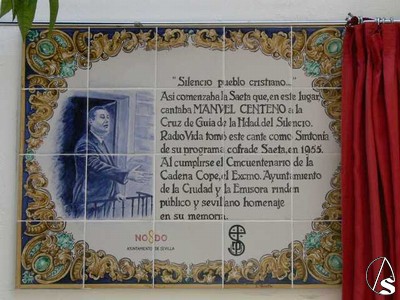 "Silencio pueblo cristiano..."
Asi comenzaba la Saeta que, en este lugar,
cantaba MANVEL CENTENO a la
Cruz de Guia de la Hdad. del Silencio.
Radio Vida tomó este cante como Sintonía
de su programa cofrade Saeta, en 1955.
Al cumplirse el Cincuentenario de la
Cadena Cope, el Excmo. Ayuntamiento
de la Ciudad y la Emisora rinden
público y sevillano homenaje
en su memoria.
NO8DO
AYUNTAMIENTO DE SEVILLA